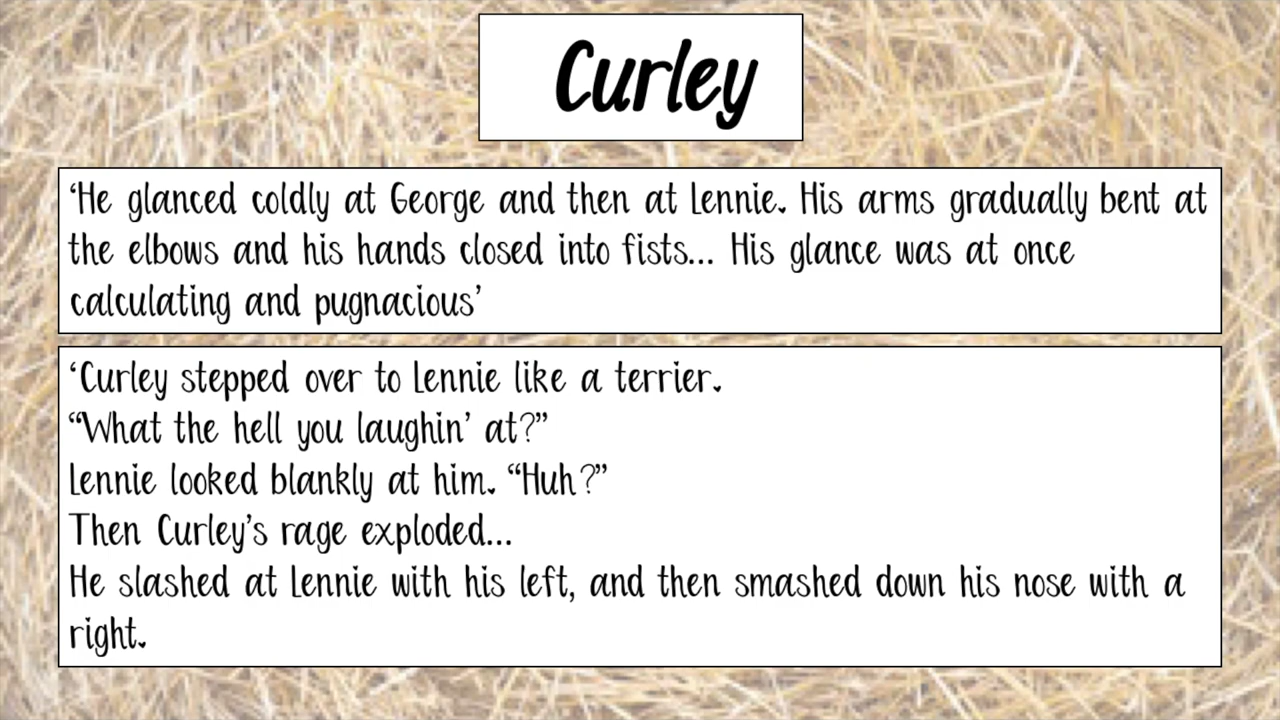 Curley
‘He glanced coldly at George and then at Lennie. His arms gradually bent at
the elbows and his hands closed into fists... His glance was at once
calculating and pugnacious’
‘Curley stepped over to Lennie like a terrier.
“What the hell you laughin’ at?”
Lennie looked blankly at him. “Huh?”
Then Curley’s rage exploded...
He slashed at Lennie with his left, and then smashed down his nose with a
right.